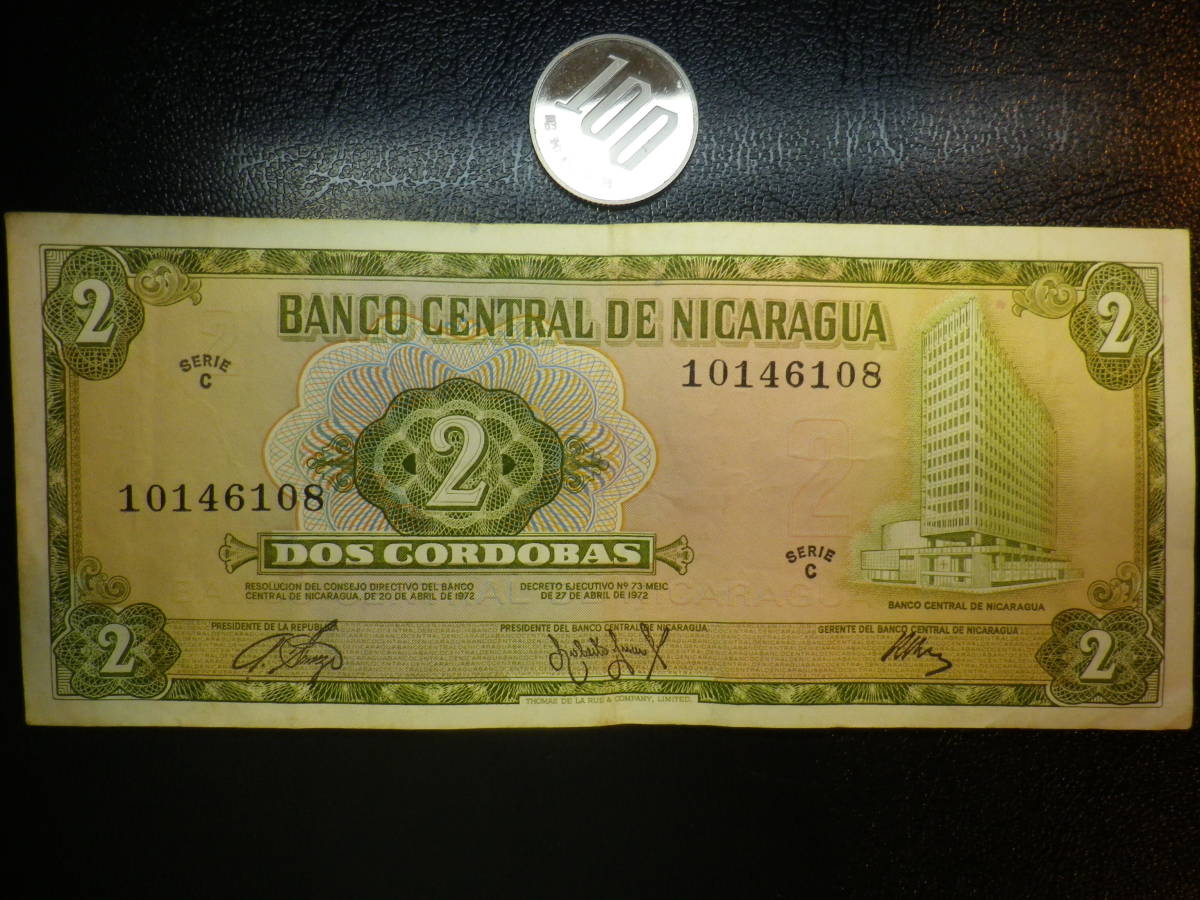 100
2
2
BANCO CENTRAL DE NICARAGUA
SERIE
C
10146108
2
10146108
DOS CORDOBAS
SERIE
C
RESOLUCION DEL CONSEJO DIRECTIVO DEL BANCO
CENTRAL DE NICARAGUA, DE 20 DE ABRIL DE 1972
DECRETO EJECUTIVO Nº 73-MEIC
DE 27 DE ABRIL DE 1972
BANCO CENTRAL DE NICARAGUA
PRESIDENTE DE LA REPUBLICA
PRESIDENTE DEL BANCO CENTRAL DE NICARAGUA
GERENTE DEL BANCO CENTRAL DE NICARAGUA
2
2
THOMAS DE LA RUE & COMPANY, LIMITED.